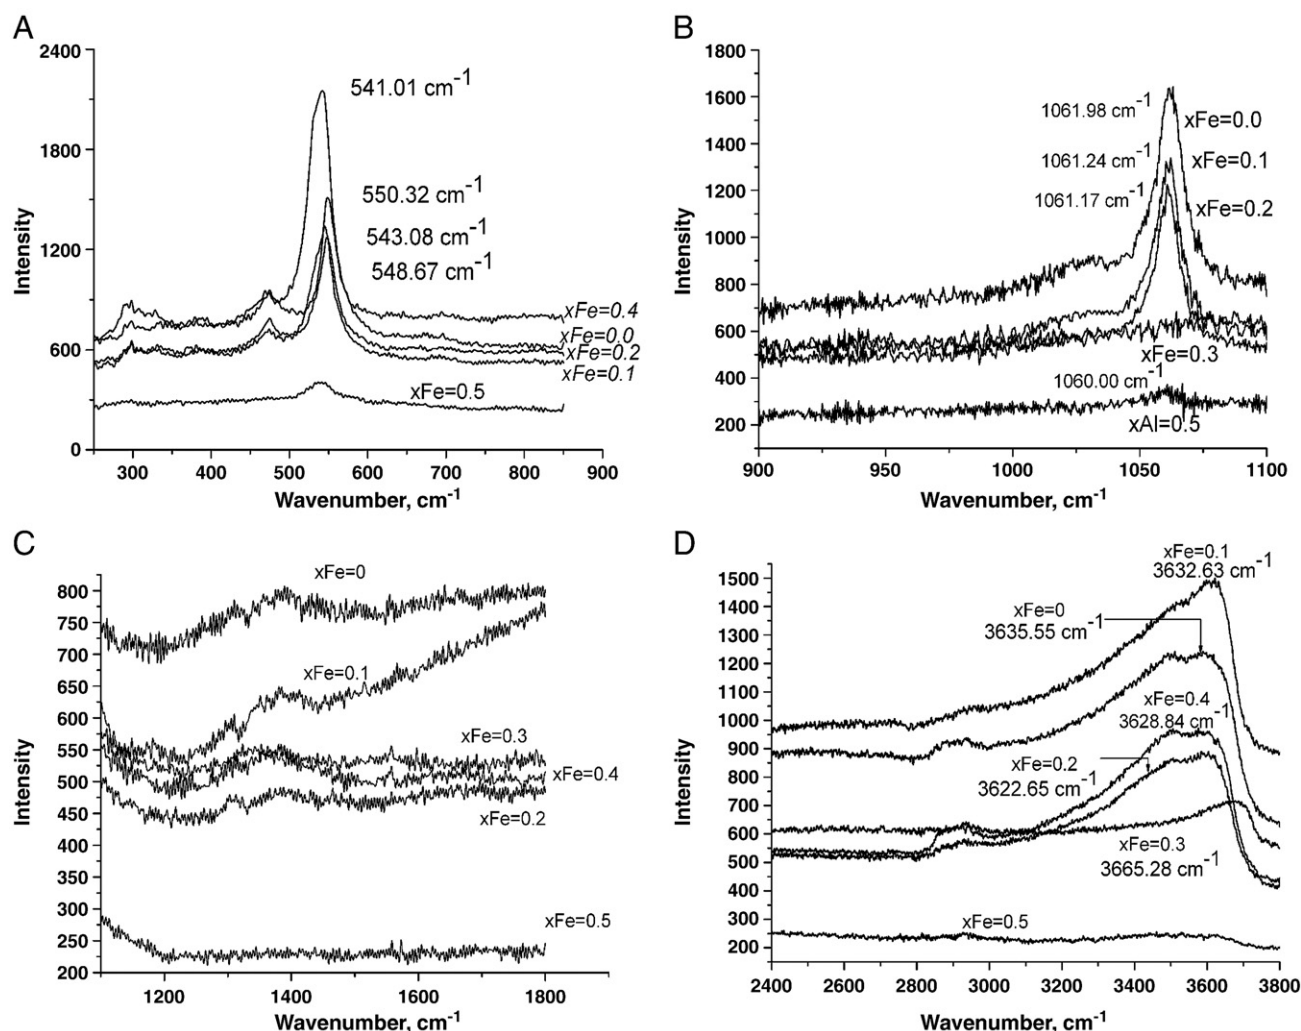 A
2400
1800
1200
600
0
Intensity
541.01 cm-1
550.32 cm-1
543.08 cm-1
548.67 cm-1
xFe=0.4
xFe=0.0
xFe=0.2
xFe=0.1
xFe=0.5
300 400 500 600 700 800 900
Wavenumber, cm-1
B
1800
1600
1400
1200
1000
800
600
400
200
Intensity
1061.98 cm-1
xFe=0.0
1061.24 cm-1
xFe=0.1
1061.17 cm-1
xFe=0.2
xFe=0.3
1060.00 cm-1
xAl=0.5
900 950 1000 1050 1100
Wavenumber, cm-1
C
800
750
700
650
600
550
500
450
400
350
300
250
200
Intensity
xFe=0
xFe=0.1
xFe=0.3
xFe=0.4
xFe=0.2
xFe=0.5
1200 1400 1600 1800
Wavenumber, cm-1
D
1500
1400
1300
1200
1100
1000
900
800
700
600
500
400
300
200
Intensity
xFe=0.1
3632.63 cm-1
xFe=0
3635.55 cm-1
xFe=0.4
3628.84 cm-1
xFe=0.2
3622.65 cm-1
xFe=0.3
3665.28 cm-1
xFe=0.5
2400 2600 2800 3000 3200 3400 3600 3800
Wavenumber, cm-1